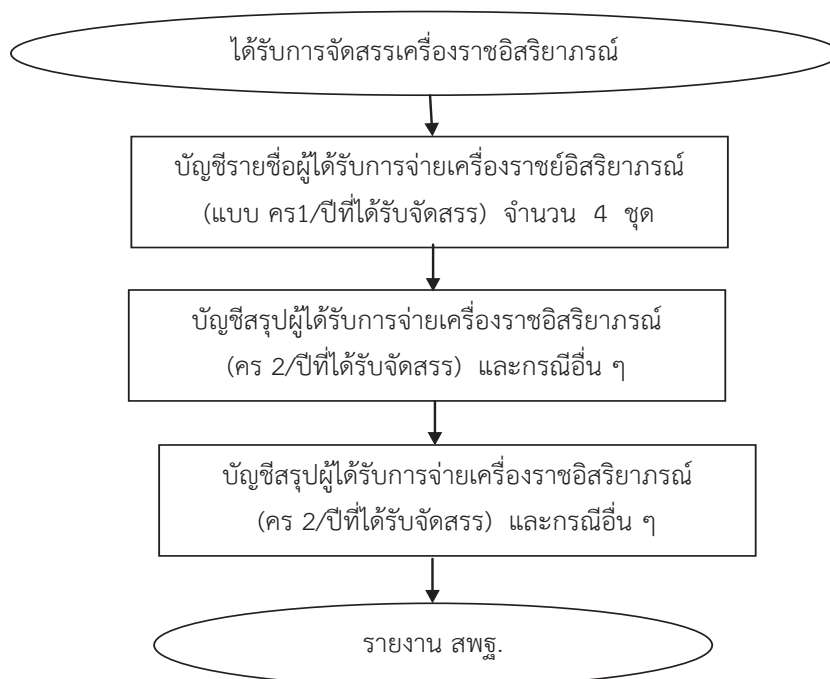 ได้รับการจัดสรรเครื่องราชอิสริยาภรณ์
บัญชีรายชื่อผู้ได้รับการจ่ายเครื่องราชย์อิสริยาภรณ์
(แบบ คร1/ปีที่ได้รับจัดสรร) จำนวน 4 ชุด
บัญชีสรุปผู้ได้รับการจ่ายเครื่องราชอิสริยาภรณ์
(คร 2/ปีที่ได้รับจัดสรร) และกรณีอื่น ๆ
บัญชีสรุปผู้ได้รับการจ่ายเครื่องราชอิสริยาภรณ์
(คร 2/ปีที่ได้รับจัดสรร) และกรณีอื่น ๆ
รายงาน สพฐ.